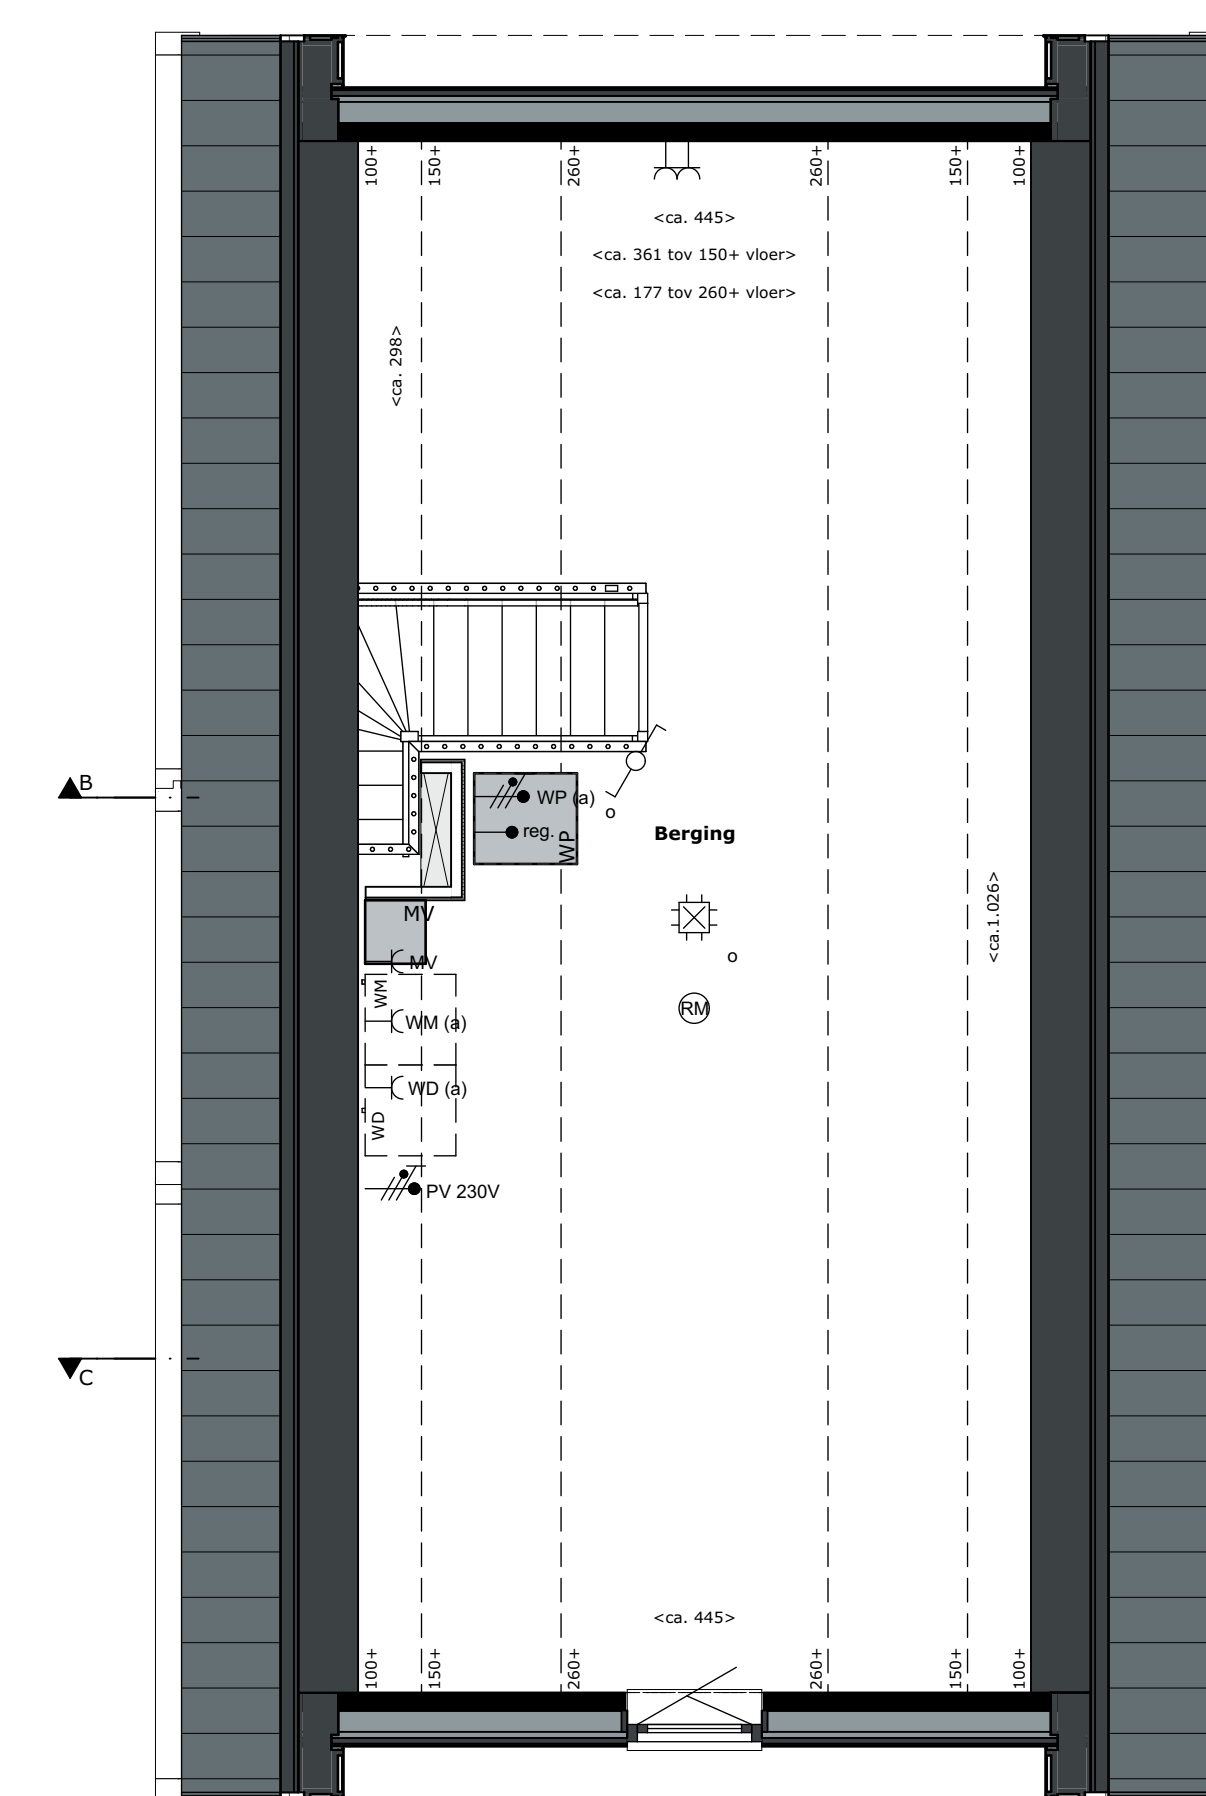 100+
150+
260+
260+
150+
100+
<ca. 445>
<ca. 361 tov 150+ vloer>
<ca. 177 tov 260+ vloer>
<ca. 298>
B
WP (a)
reg.
WP
o
Berging
MV
MV
<ca.1.026>
o
WM
WM (a)
RM
WD (a)
WD
PV 230V
C
<ca. 445>
100+
150+
260+
260+
150+
100+